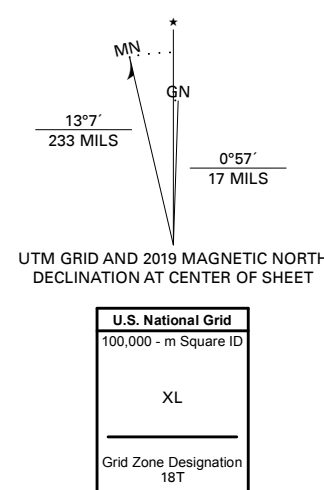 ★
MN
GN
13°7´
233 MILS
0°57´
17 MILS
UTM GRID AND 2019 MAGNETIC NORTH
DECLINATION AT CENTER OF SHEET
U.S. National Grid
100,000 - m Square ID
XL
Grid Zone Designation
18T